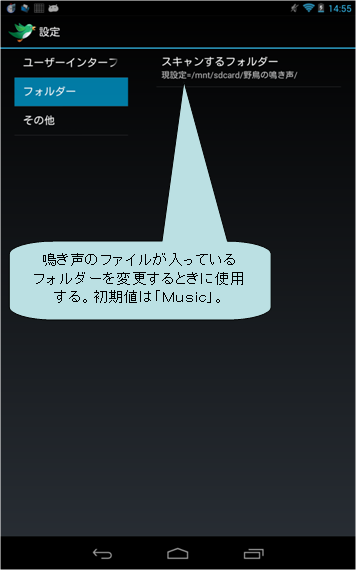 14:55
設定
ユーザーインターフ
フォルダー
その他
スキャンするフォルダー
現設定=/mnt/sdcard/野鳥の鳴き声/
鳴き声のファイルが入っている
フォルダーを変更するときに使用
する。初期値は「Music」。